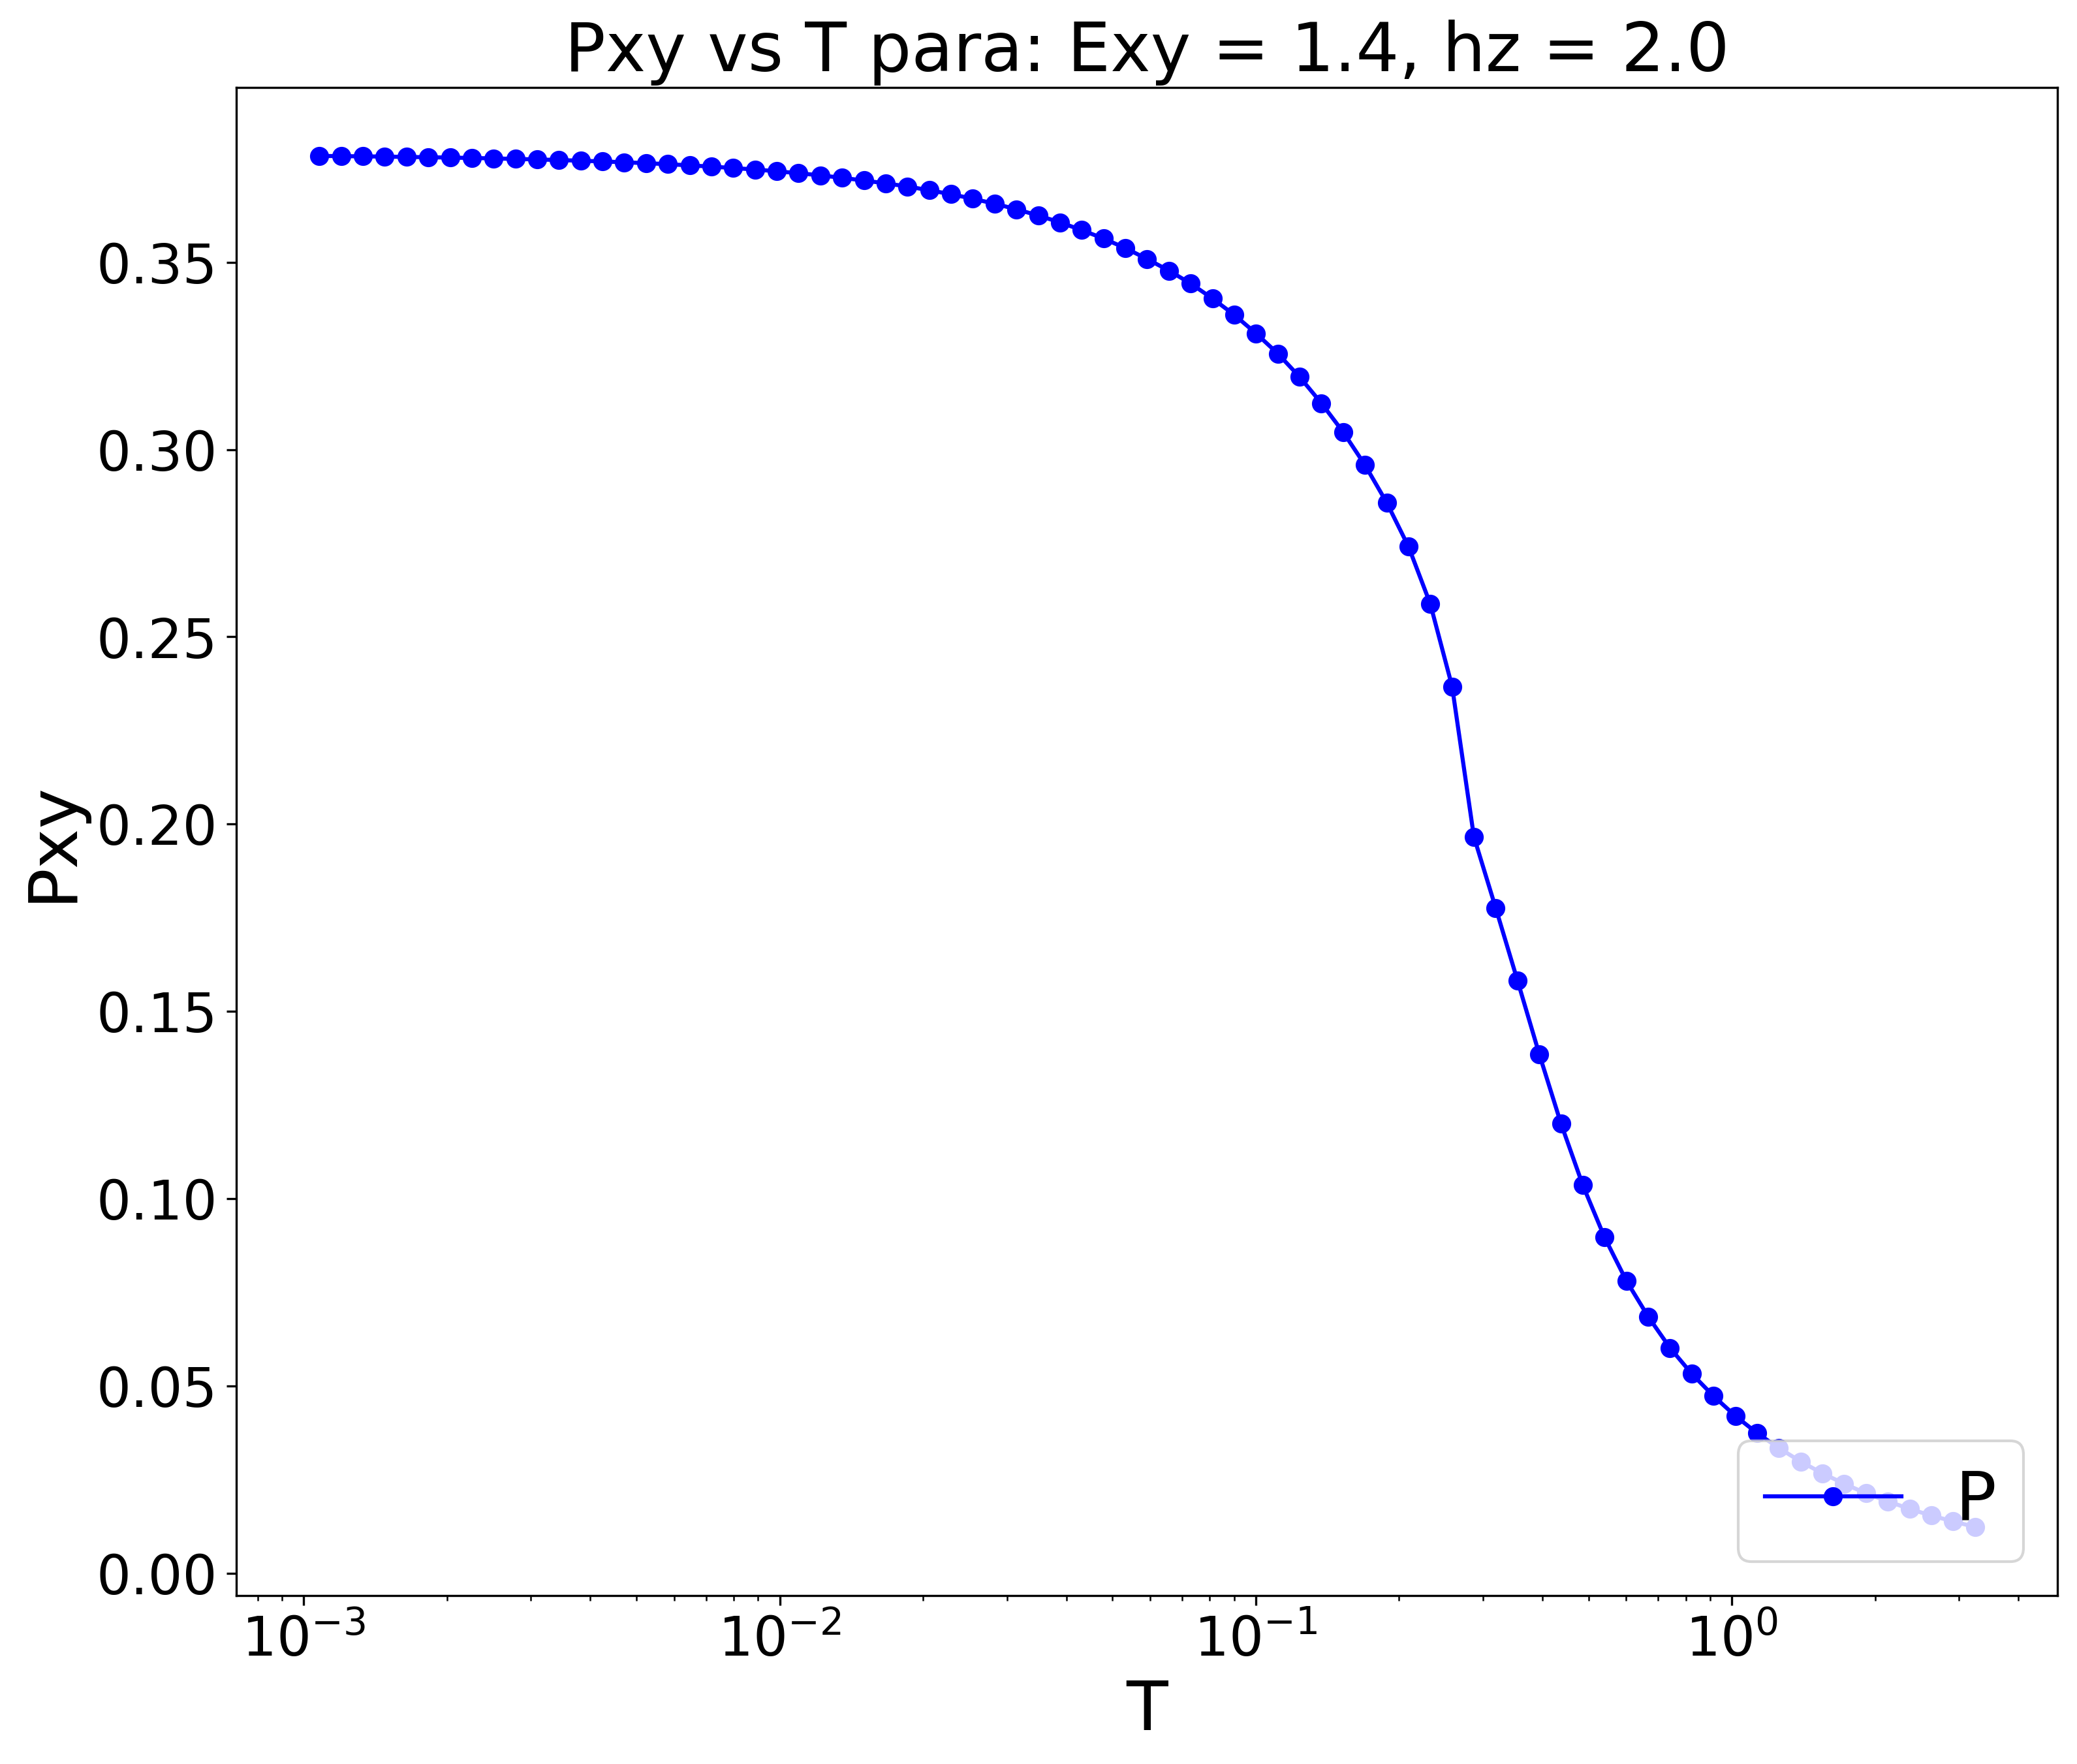 Pxy vs T para: Exy = 1.4, hz = 2.0
Pxy
0.35
0.30
0.25
0.20
0.15
0.10
0.05
0.00
P
10⁻³ 10⁻² 10⁻¹ 10⁰
T